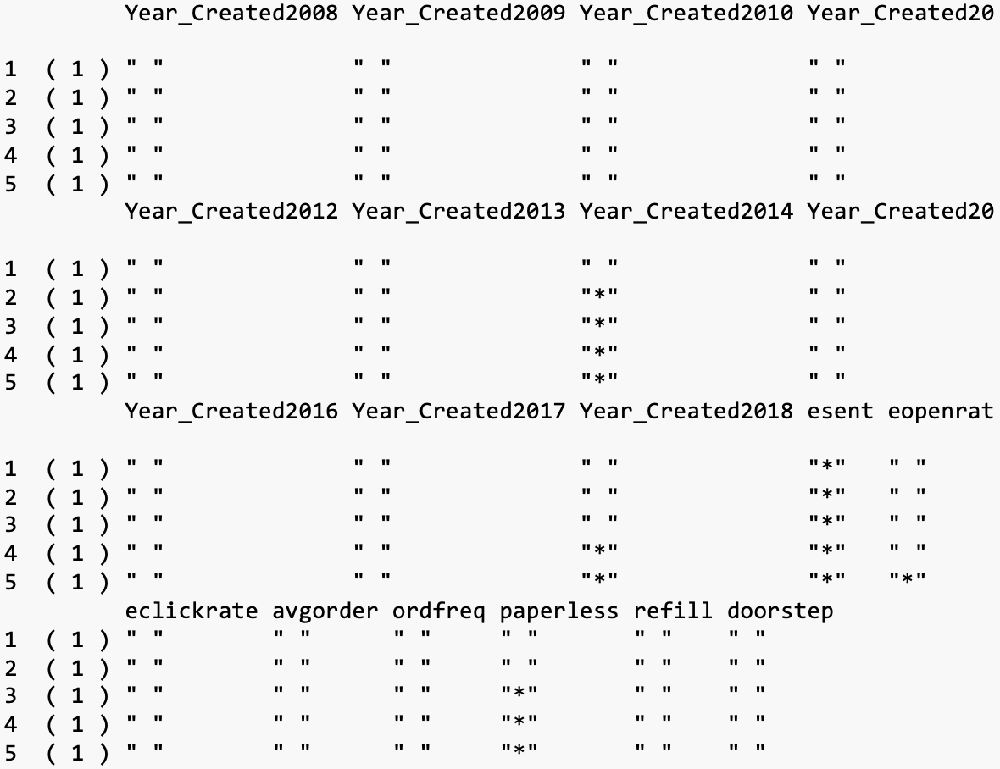 Year_Created2008 Year_Created2009 Year_Created2010 Year_Created20
1  ( 1 ) " "              " "              " "              " "
2  ( 1 ) " "              " "              " "              " "
3  ( 1 ) " "              " "              " "              " "
4  ( 1 ) " "              " "              " "              " "
5  ( 1 ) " "              " "              " "              " "
Year_Created2012 Year_Created2013 Year_Created2014 Year_Created20
1  ( 1 ) " "              " "              " "              " "
2  ( 1 ) " "              " "              "*"              " "
3  ( 1 ) " "              " "              "*"              " "
4  ( 1 ) " "              " "              "*"              " "
5  ( 1 ) " "              " "              "*"              " "
Year_Created2016 Year_Created2017 Year_Created2018 esent eopenrat
1  ( 1 ) " "              " "              " "              "*"   " "
2  ( 1 ) " "              " "              " "              "*"   " "
3  ( 1 ) " "              " "              " "              "*"   " "
4  ( 1 ) " "              " "              "*"              "*"   " "
5  ( 1 ) " "              " "              "*"              "*"   "*"
eclickrate avgorder ordfreq paperless refill doorstep
1  ( 1 ) " "        " "      " "     " "       " "    " "
2  ( 1 ) " "        " "      " "     " "       " "    " "
3  ( 1 ) " "        " "      " "     "*"       " "    " "
4  ( 1 ) " "        " "      " "     "*"       " "    " "
5  ( 1 ) " "        " "      " "     "*"       " "    " "